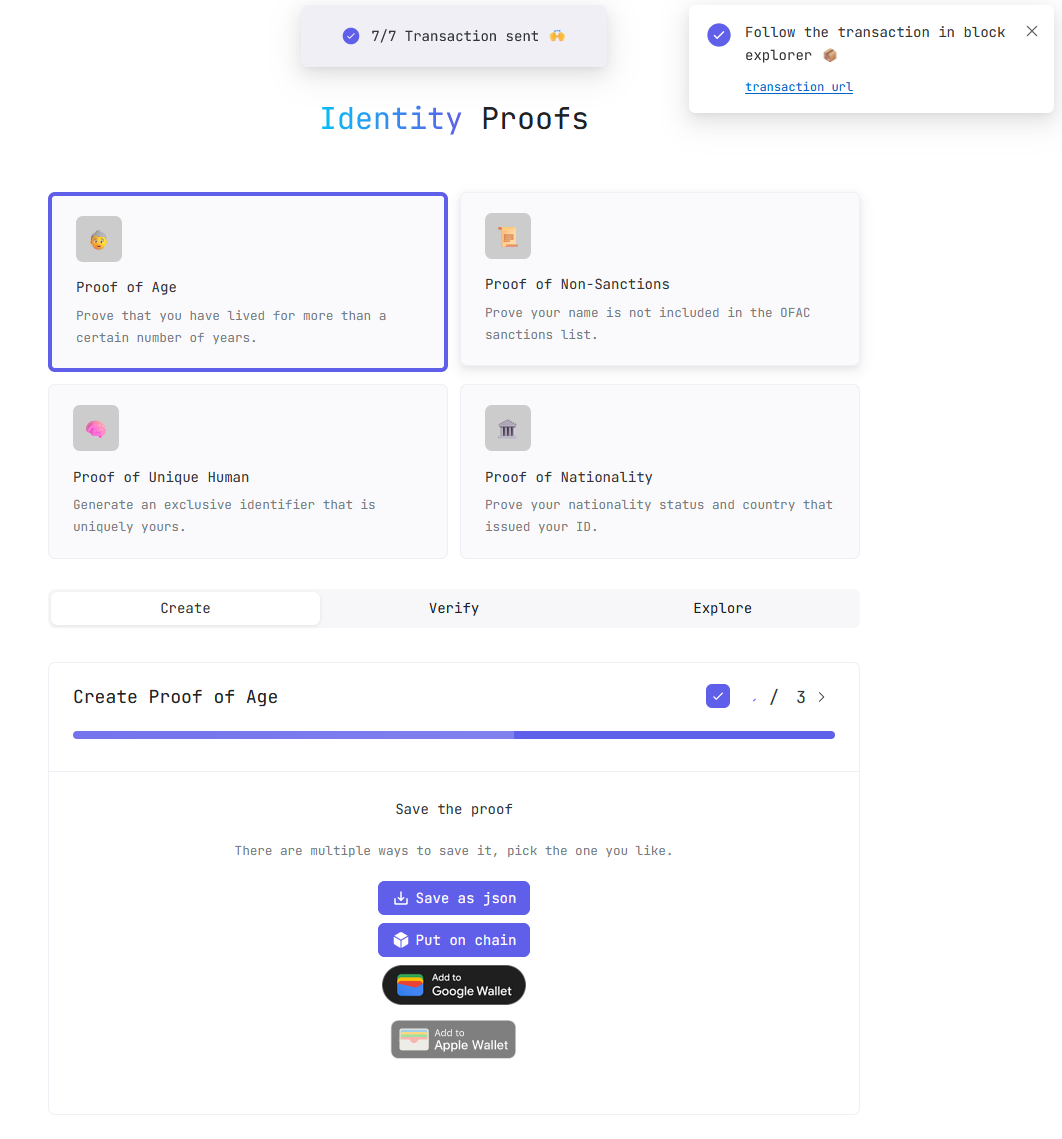 7/7 Transaction sent 🙌
Follow the transaction in block
explorer 📦
transaction url
Identity Proofs
Proof of Age
Prove that you have lived for more than a
certain number of years.
Proof of Non-Sanctions
Prove your name is not included in the OFAC
sanctions list.
Proof of Unique Human
Generate an exclusive identifier that is
uniquely yours.
Proof of Nationality
Prove your nationality status and country that
issued your ID.
Create Verify Explore
Create Proof of Age
/ 3
Save the proof
There are multiple ways to save it, pick the one you like.
Save as json
Put on chain
Add to
Google Wallet
Add to
Apple Wallet